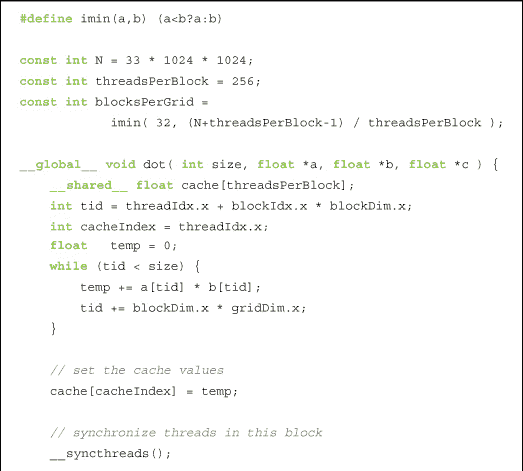 #define imin(a,b) (a<b?a:b)
const int N = 33 * 1024 * 1024;
const int threadsPerBlock = 256;
const int blocksPerGrid =
imin( 32, (N+threadsPerBlock-1) / threadsPerBlock );
__global__ void dot( int size, float *a, float *b, float *c ) {
__shared__ float cache[threadsPerBlock];
int tid = threadIdx.x + blockIdx.x * blockDim.x;
int cacheIndex = threadIdx.x;
float temp = 0;
while (tid < size) {
temp += a[tid] * b[tid];
tid += blockDim.x * gridDim.x;
}
// set the cache values
cache[cacheIndex] = temp;
// synchronize threads in this block
__syncthreads();